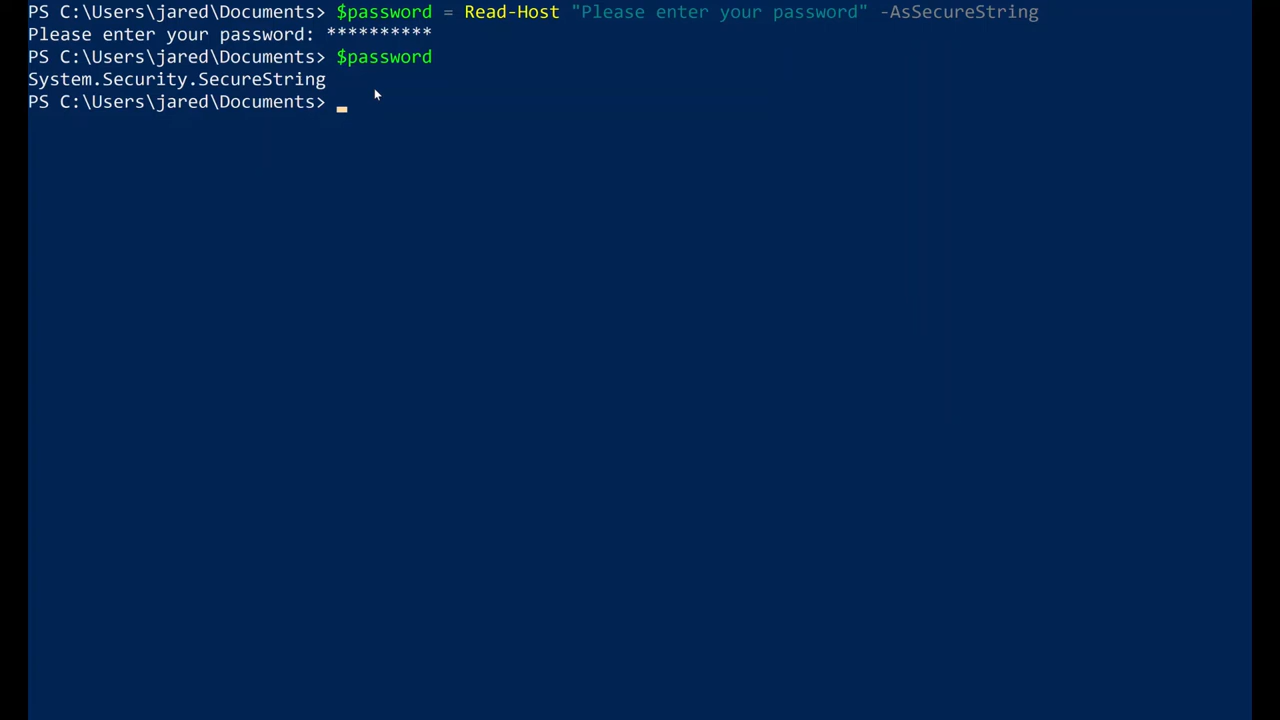 PS C:\Users\jared\Documents> $password = Read-Host "Please enter your password" -AsSecureString
Please enter your password: **********
PS C:\Users\jared\Documents> $password
System.Security.SecureString
PS C:\Users\jared\Documents>